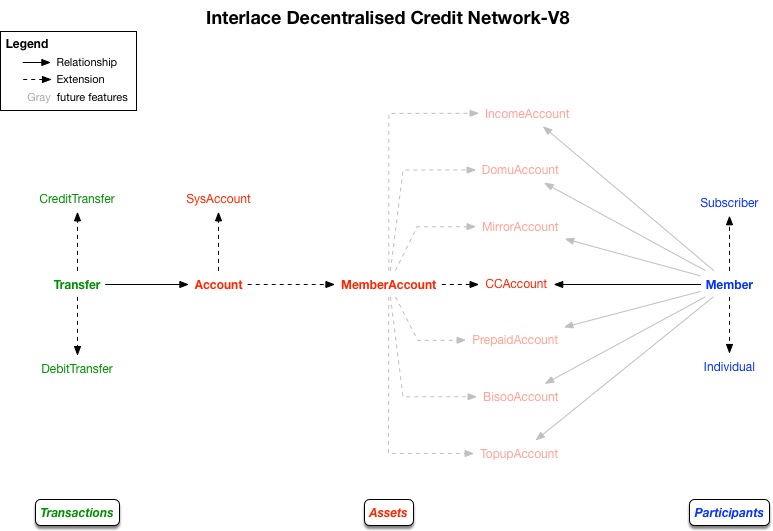 Interlace Decentralised Credit Network-V8
Legend
Relationship
Extension
Gray future features
IncomeAccount
DomuAccount
CreditTransfer
SysAccount
Subscriber
MirrorAccount
Transfer
Account
MemberAccount
CCAccount
Member
PrepaidAccount
DebitTransfer
Individual
BisooAccount
TopupAccount
Transactions
Assets
Participants